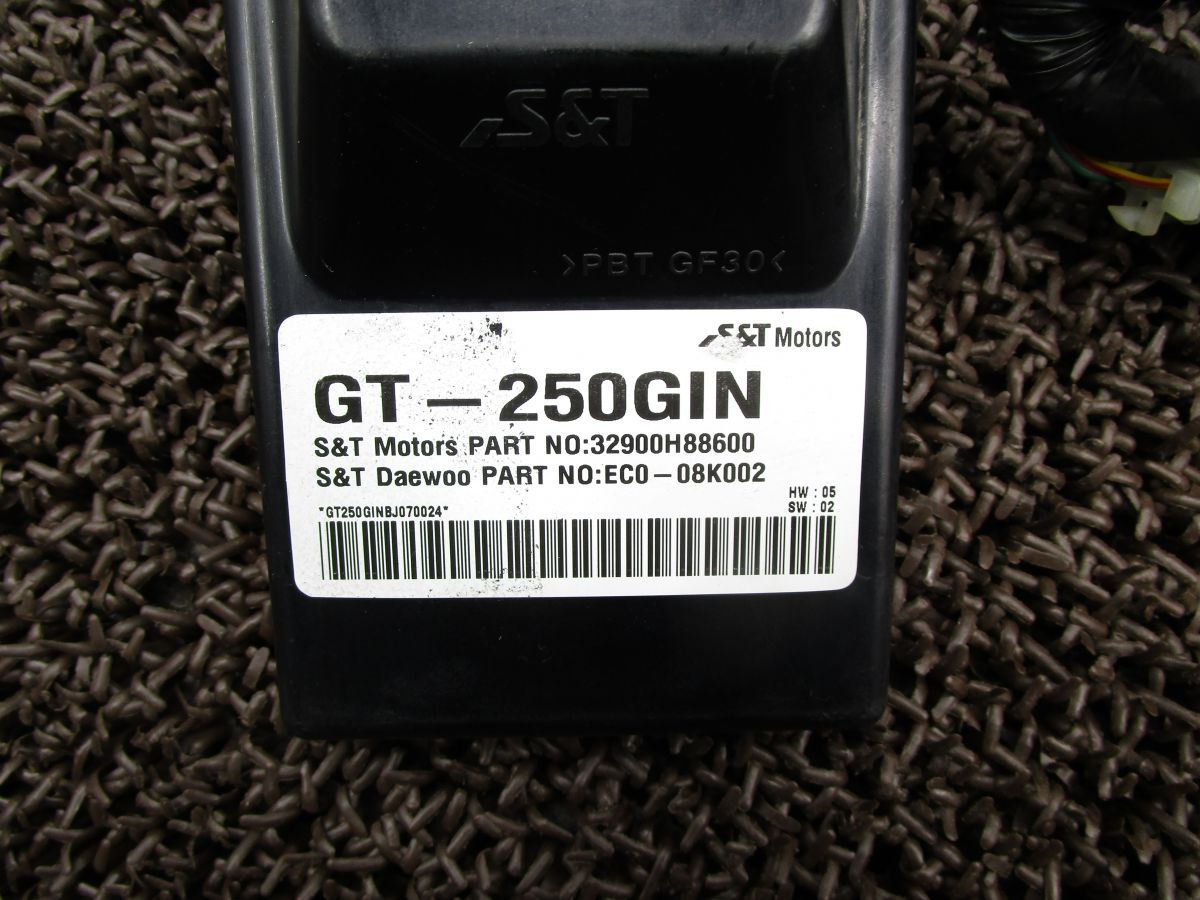 S&T
>PBT GF30<
S&T Motors
GT-250GIN
S&T Motors PART NO:32900H88600
S&T Daewoo PART NO:EC0-08K002
HW : 05
SW : 02
*GT250GINBJ070024*